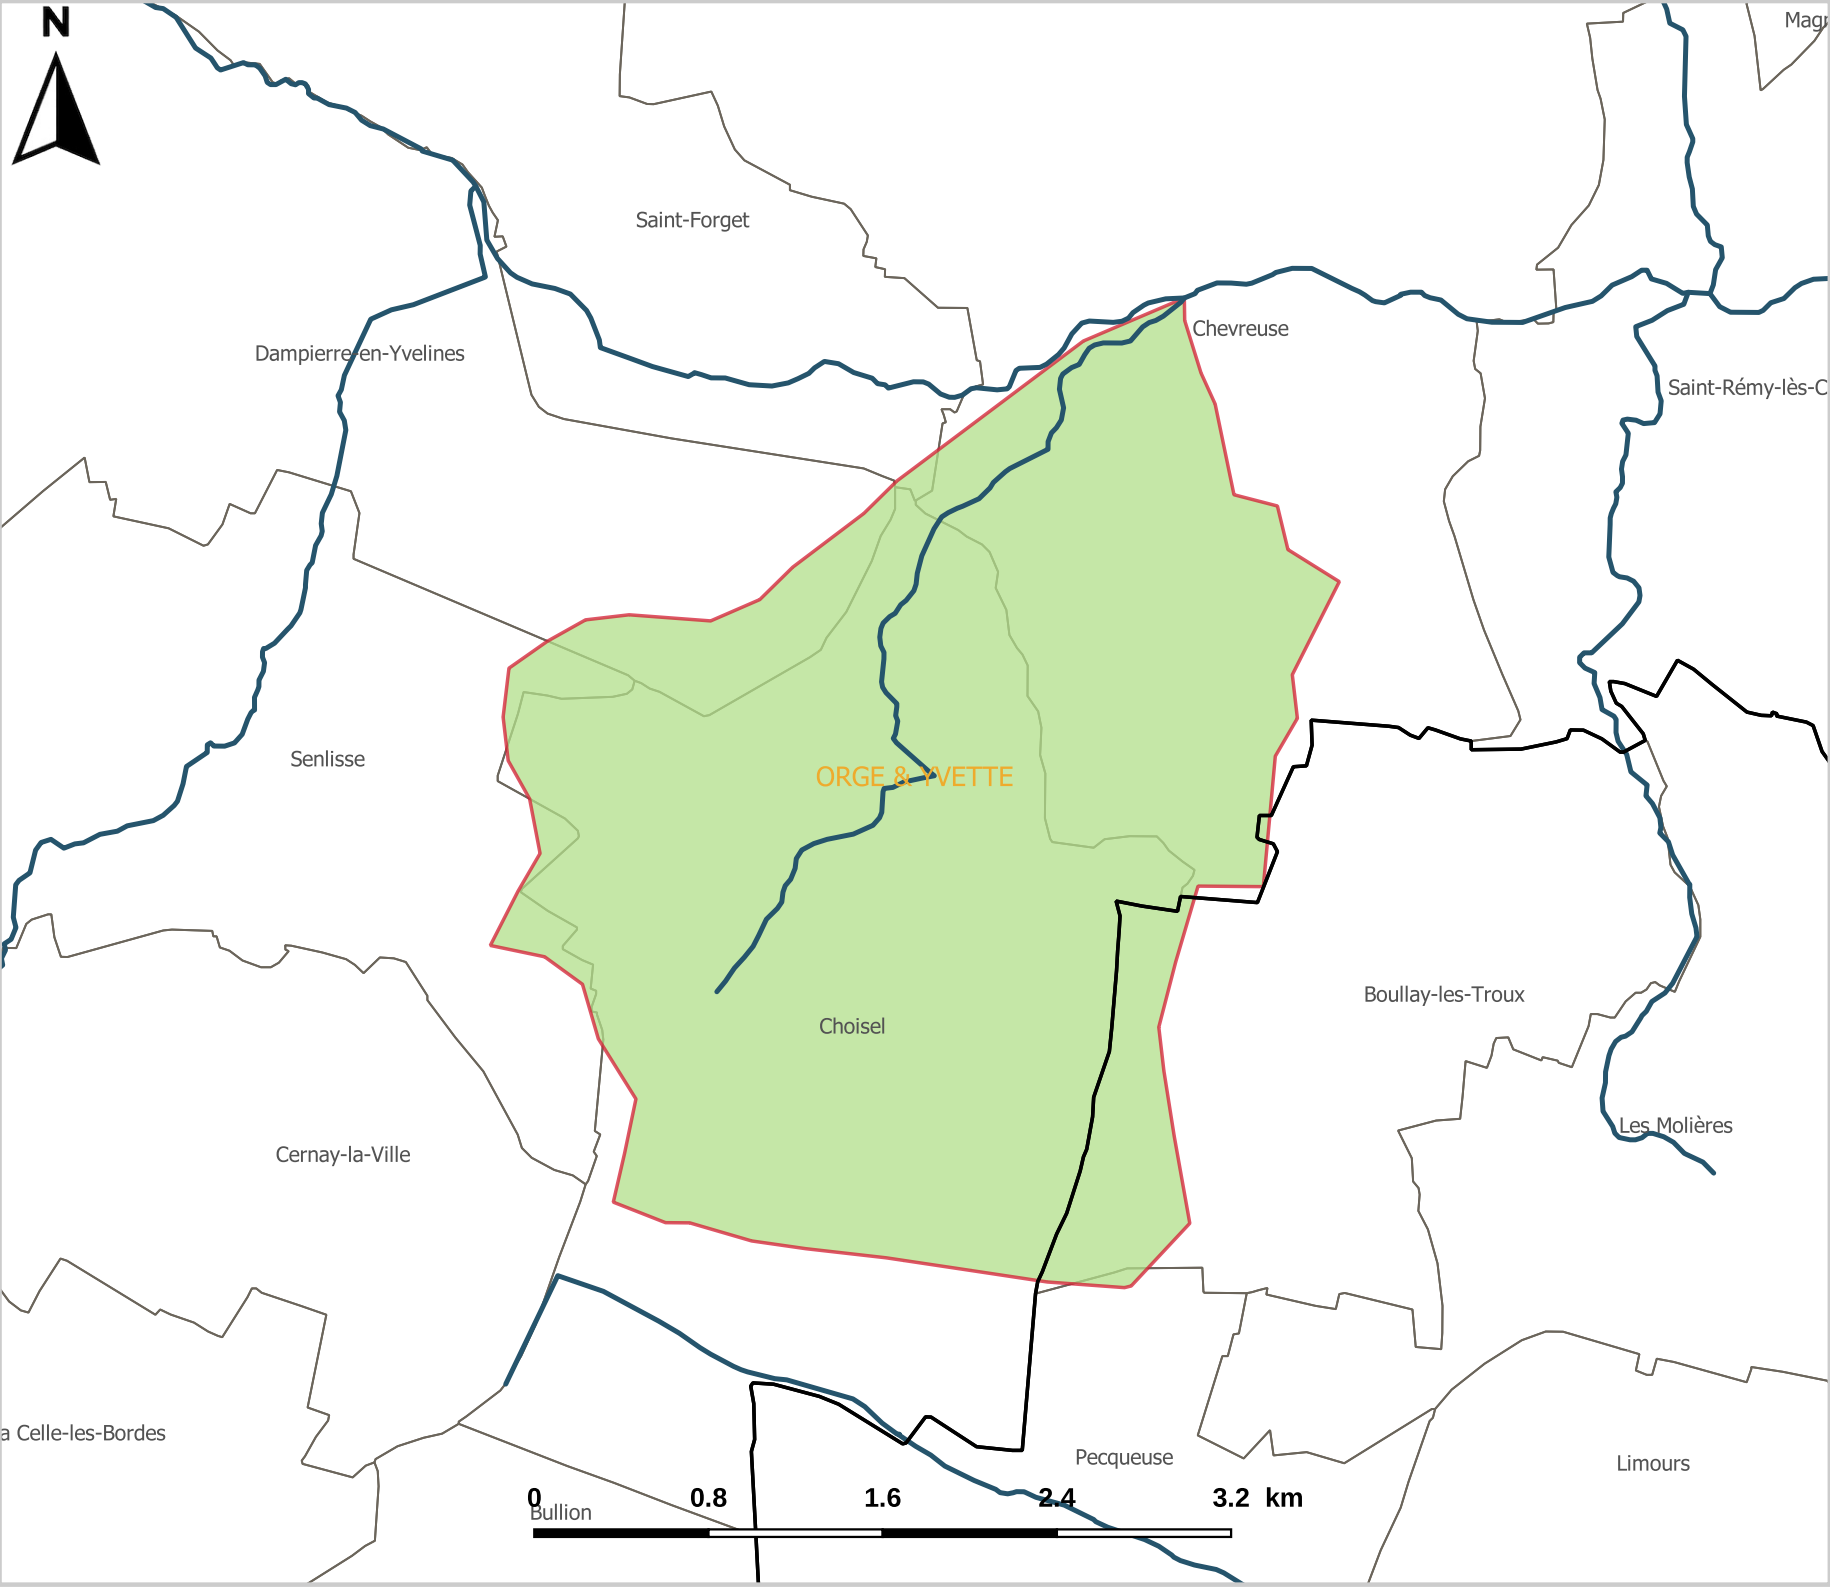 N
Magn
Saint-Forget
Chevreuse
Dampierre-en-Yvelines
Saint-Rémy-lès-C
Senlisse
ORGE & YVETTE
Boullay-les-Troux
Choisel
Les Molières
Cernay-la-Ville
a Celle-les-Bordes
Pecqueuse
Limours
0 0.8 1.6 2.4 3.2 km
Bullion